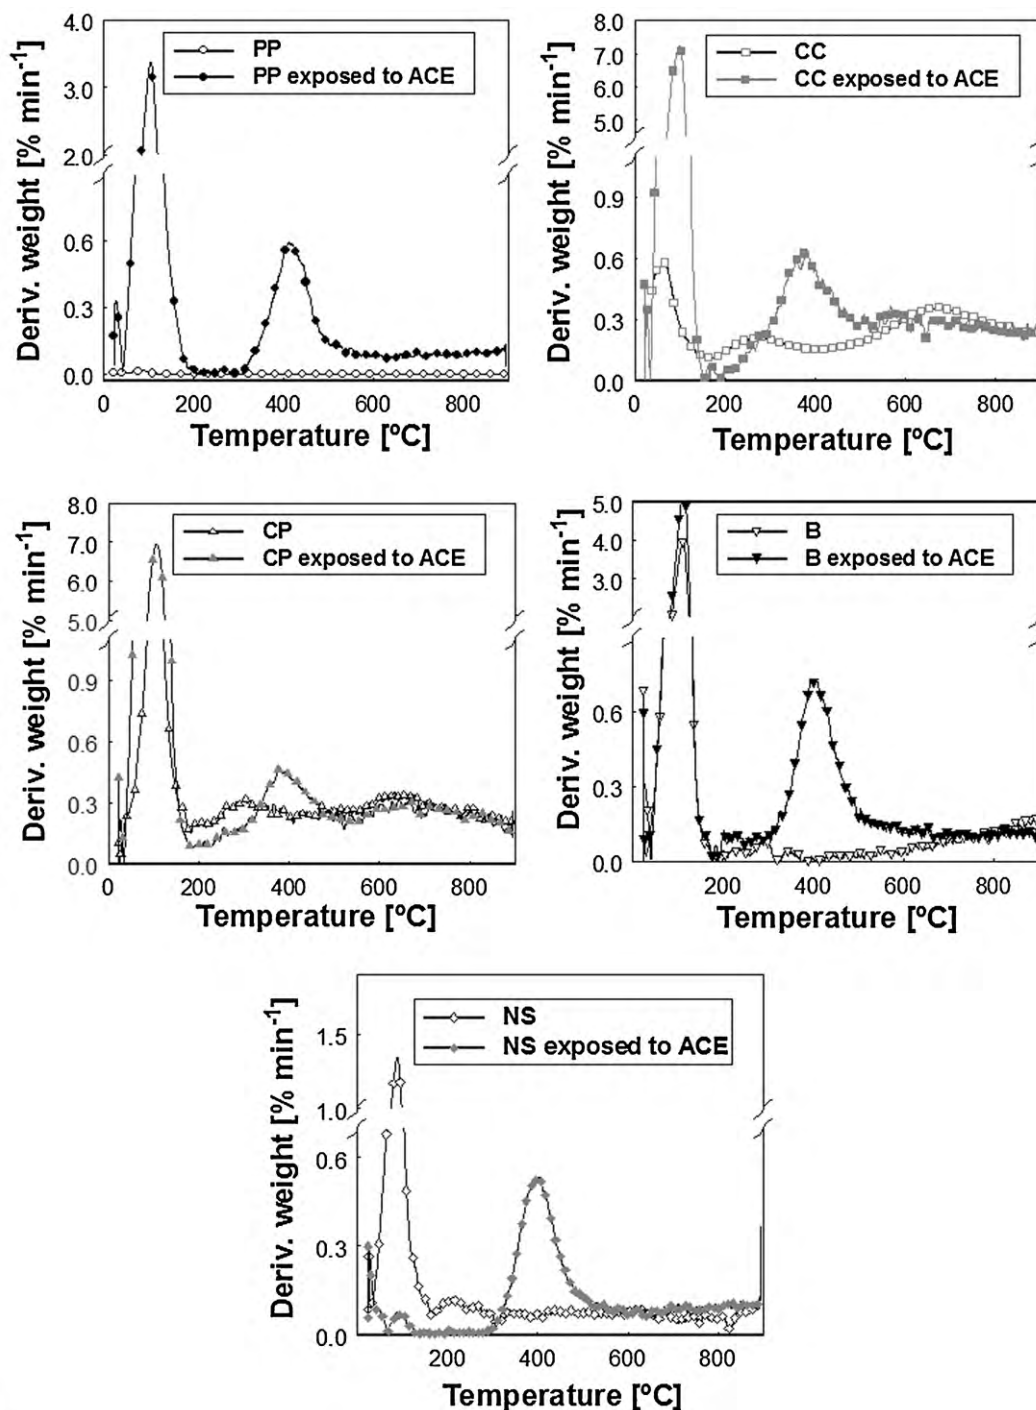 4.0
3.0
2.0
0.6
0.3
0.0
Deriv. weight [% min⁻¹]
PP
PP exposed to ACE
0 200 400 600 800
Temperature [ºC]
7.0
6.0
5.0
0.9
0.6
0.3
0.0
Deriv. weight [% min⁻¹]
CC
CC exposed to ACE
0 200 400 600 800
Temperature [ºC]
8.0
7.0
6.0
5.0
0.9
0.6
0.3
0.0
Deriv. weight [% min⁻¹]
CP
CP exposed to ACE
0 200 400 600 800
Temperature [ºC]
5.0
4.0
3.0
0.6
0.3
0.0
Deriv. weight [% min⁻¹]
B
B exposed to ACE
0 200 400 600 800
Temperature [ºC]
1.5
1.0
0.6
0.3
0.0
Deriv. weight [% min⁻¹]
NS
NS exposed to ACE
0 200 400 600 800
Temperature [ºC]